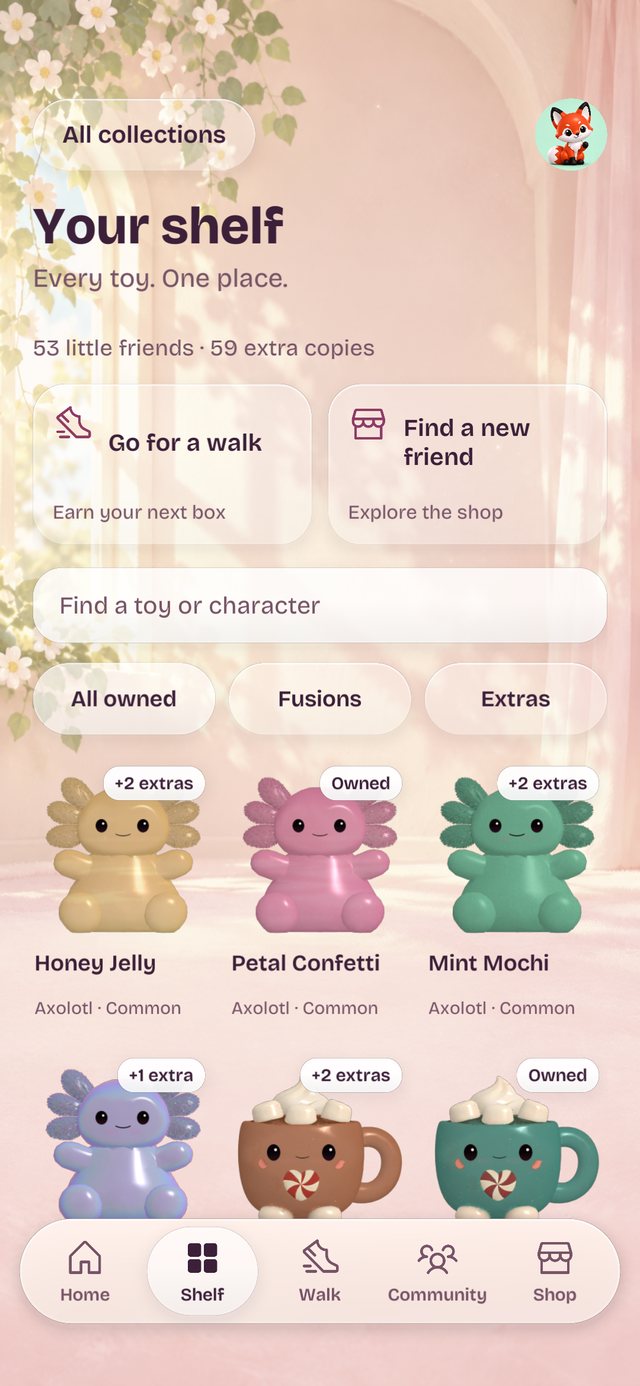 All collections
Your shelf
Every toy. One place.
53 little friends · 59 extra copies
Go for a walk
Earn your next box
Find a new
friend
Explore the shop
Find a toy or character
All owned
Fusions
Extras
+2 extras
Owned
+2 extras
Honey Jelly
Petal Confetti
Mint Mochi
Axolotl · Common
Axolotl · Common
Axolotl · Common
+1 extra
+2 extras
Owned
Home
Shelf
Walk
Community
Shop